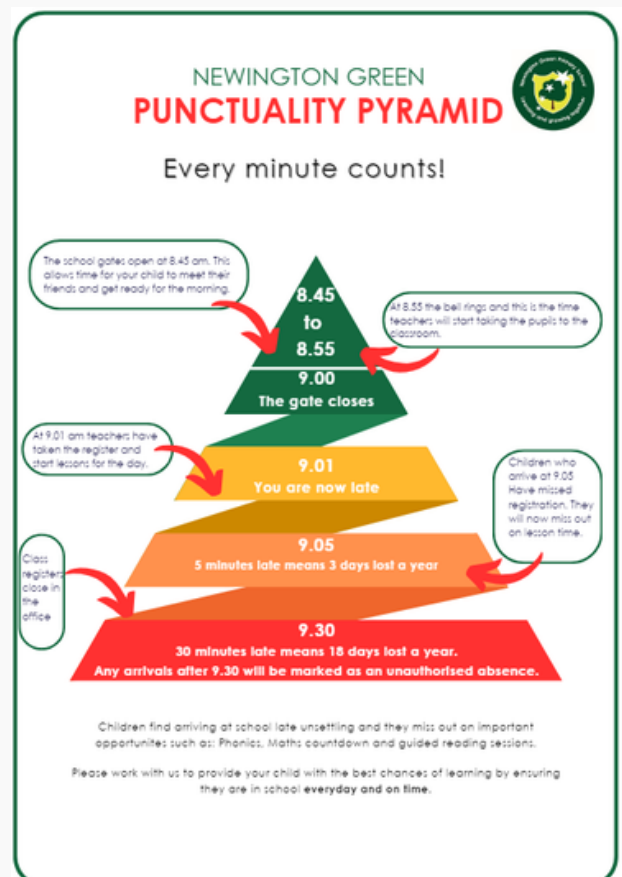 NEWINGTON GREEN
PUNCTUALITY PYRAMID
Newington Green Primary School
Learning and growing together
Every minute counts!
The school gates open at 8.45 am. This
allows time for your child to meet their
friends and get ready for the morning.
8.45
to
8.55
At 8.55 the bell rings and this is the time
teachers will start taking the pupils to the
classroom.
9.00
The gate closes
At 9.01 am teachers have
taken the register and
start lessons for the day.
9.01
You are now late
Children who
arrive at 9.05
Have missed
registration. They
will now miss out
on lesson time.
9.05
5 minutes late means 3 days lost a year
Class
registers
close in
the
office
9.30
30 minutes late means 18 days lost a year.
Any arrivals after 9.30 will be marked as an unauthorised absence.
Children find arriving at school late unsettling and they miss out on important
opportunites such as: Phonics, Maths countdown and guided reading sessions.
Please work with us to provide your child with the best chances of learning by ensuring
they are in school everyday and on time.